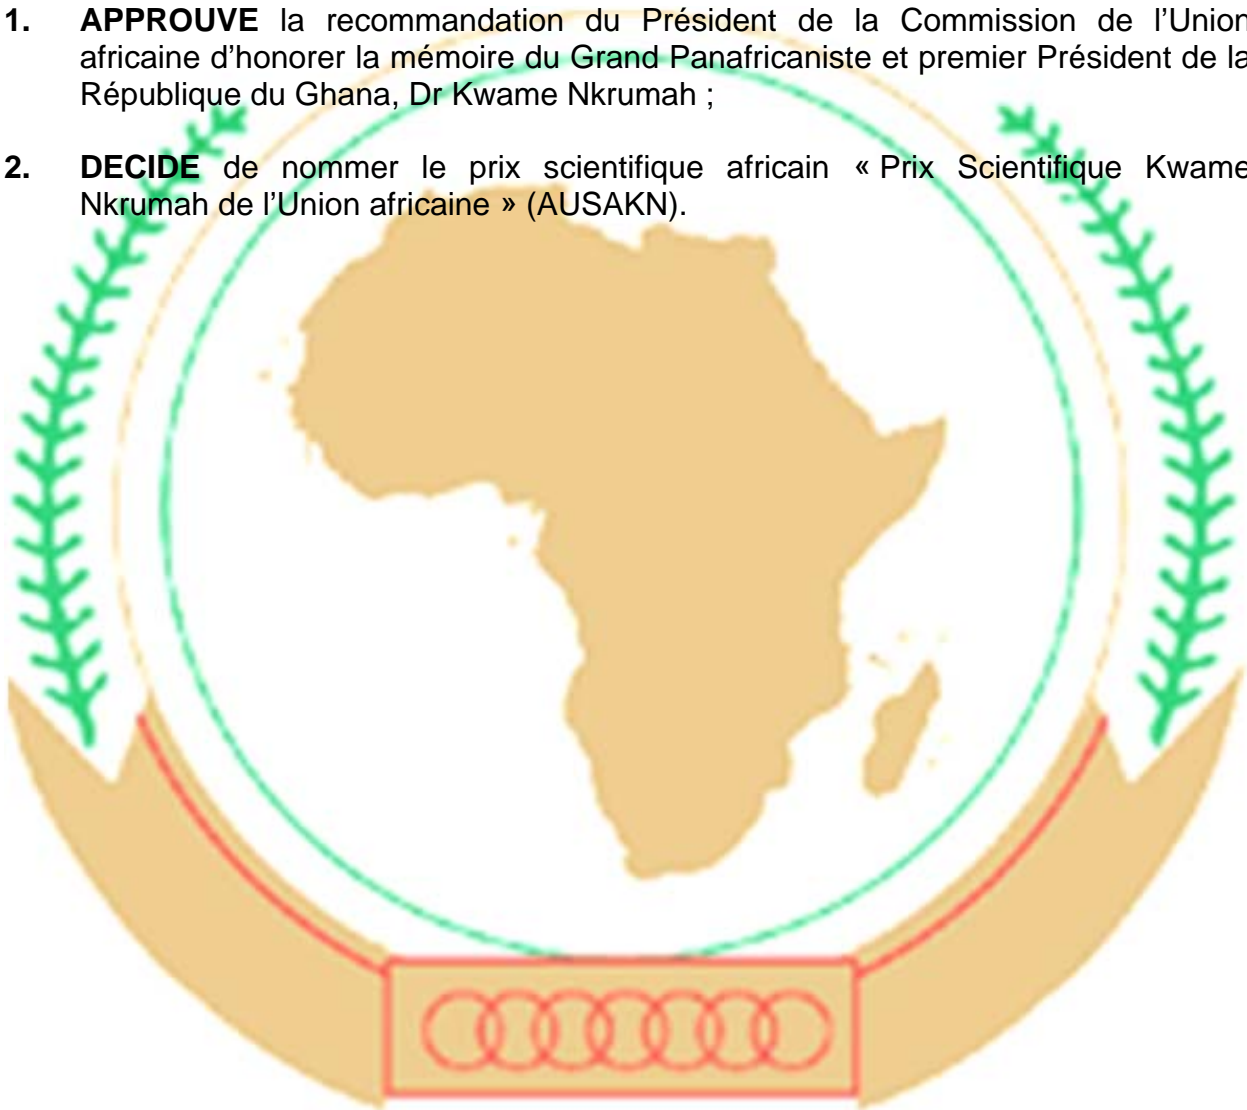 1. APPROUVE la recommandation du Président de la Commission de l’Union
africaine d’honorer la mémoire du Grand Panafricaniste et premier Président de la
République du Ghana, Dr Kwame Nkrumah ;
2. DECIDE de nommer le prix scientifique africain « Prix Scientifique Kwame
Nkrumah de l’Union africaine » (AUSAKN).